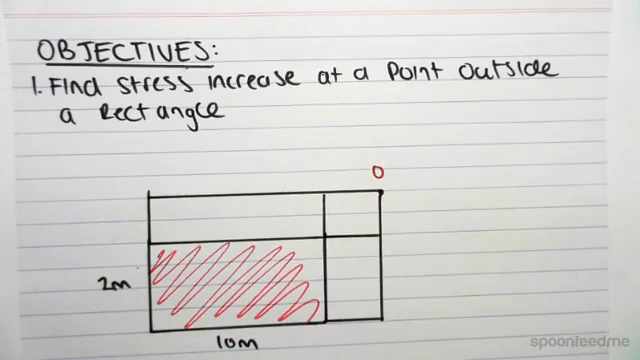 OBJECTIVES:
1. Find stress increase at a Point outside
a Rectangle
O
2m
10m
spoonfeedme